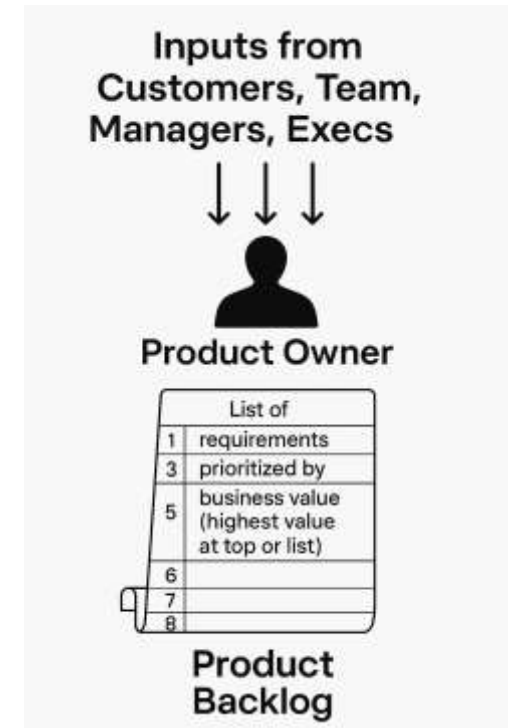 Inputs from
Customers, Team,
Managers, Execs
Product Owner
List of
1 requirements
3 prioritized by
5 business value
(highest value
at top or list)
6
7
8
Product
Backlog